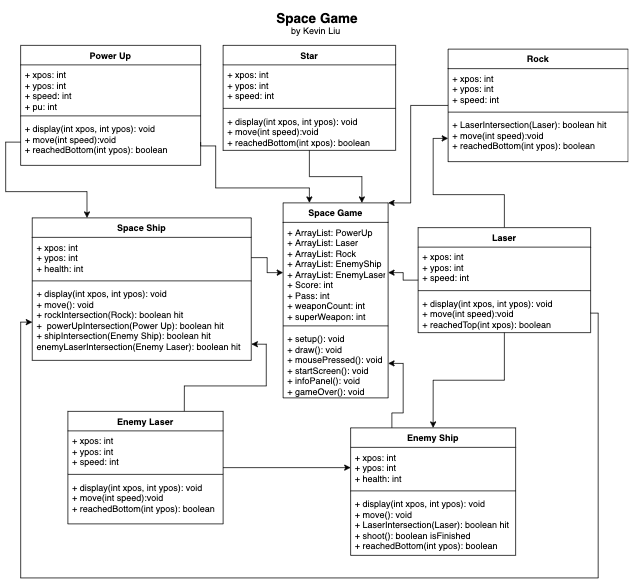 Space Game
by Kevin Liu
Power Up
+ xpos: int
+ ypos: int
+ speed: int
+ pu: int
+ display(int xpos, int ypos): void
+ move(int speed):void
+ reachedBottom(int ypos): boolean
Star
+ xpos: int
+ ypos: int
+ speed: int
+ display(int xpos, int ypos): void
+ move(int speed):void
+ reachedBottom(int xpos): boolean
Rock
+ xpos: int
+ ypos: int
+ speed: int
+ LaserIntersection(Laser): boolean hit
+ move(int speed):void
+ reachedBottom(int ypos): boolean
Space Ship
+ xpos: int
+ ypos: int
+ health: int
+ display(int xpos, int ypos): void
+ move(): void
+ rockIntersection(Rock): boolean hit
+ powerUpIntersection(Power Up): boolean hit
+ shipIntersection(Enemy Ship): boolean hit
enemyLaserIntersection(Enemy Laser): boolean hit
Space Game
+ ArrayList: PowerUp
+ ArrayList: Laser
+ ArrayList: Rock
+ ArrayList: EnemyShip
+ ArrayList: EnemyLaser
+ Score: int
+ Pass: int
+ weaponCount: int
+ superWeapon: int
+ setup(): void
+ draw(): void
+ mousePressed(): void
+ startScreen(): void
+ infoPanel(): void
+ gameOver(): void
Laser
+ xpos: int
+ ypos: int
+ speed: int
+ display(int xpos, int ypos): void
+ move(int speed):void
+ reachedTop(int xpos): boolean
Enemy Laser
+ xpos: int
+ ypos: int
+ speed: int
+ display(int xpos, int ypos): void
+ move(int speed):void
+ reachedBottom(int ypos): boolean
Enemy Ship
+ xpos: int
+ ypos: int
+ health: int
+ display(int xpos, int ypos): void
+ move(): void
+ LaserIntersection(Laser): boolean hit
+ shoot(): boolean isFinished
+ reachedBottom(int ypos): boolean